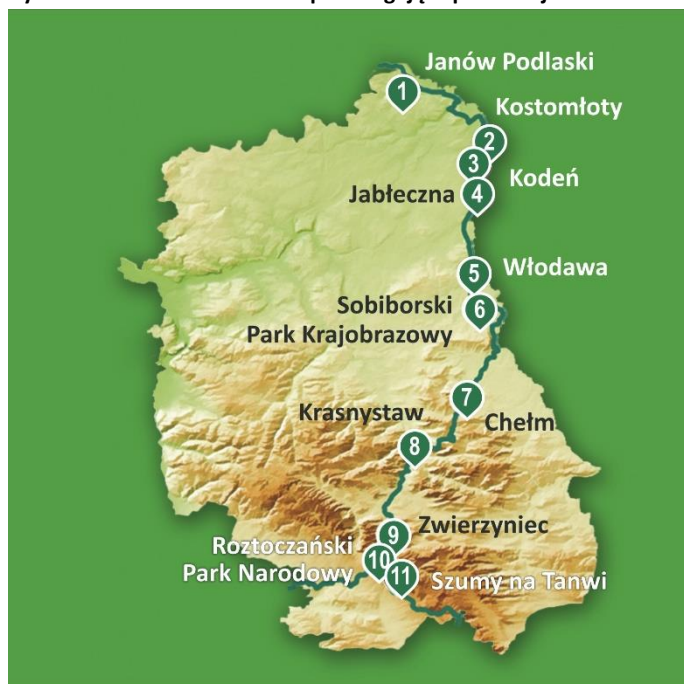 Janów Podlaski
1
Kostomłoty
2
3
Kodeń
Jabłeczna
4
5
Włodawa
Sobiborski
Park Krajobrazowy
6
7
Chełm
Krasnystaw
8
9
Zwierzyniec
Roztoczański
Park Narodowy
10
11
Szumy na Tanwi